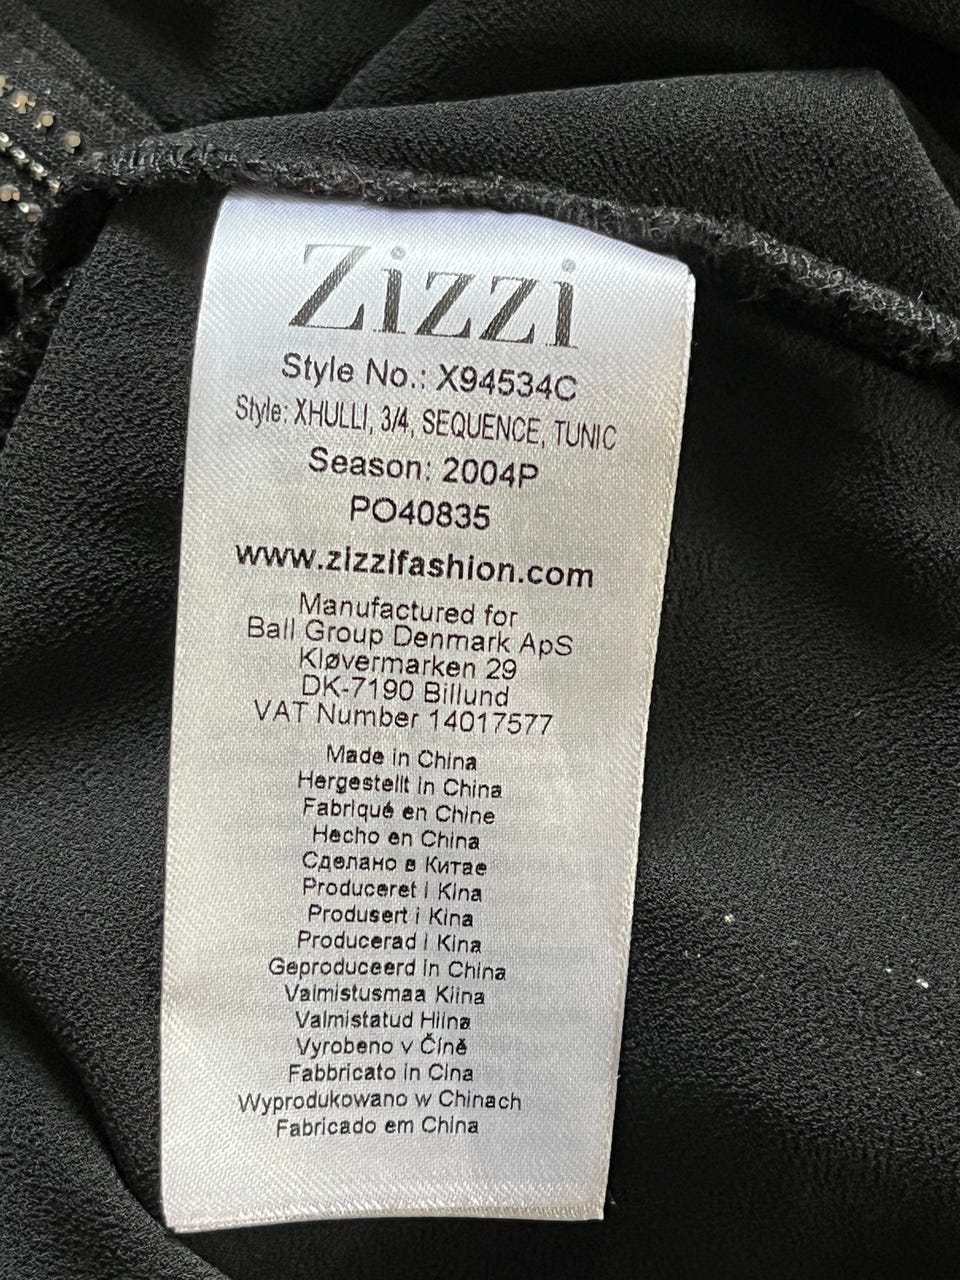 Zizzi
Style No.: X94534C
Style: XHULLI, 3/4, SEQUENCE, TUNIC
Season: 2004P
PO40835
www.zizzifashion.com
Manufactured for
Ball Group Denmark ApS
Kløvermarken 29
DK-7190 Billund
VAT Number 14017577
Made in China
Hergestellt in China
Fabriqué en Chine
Hecho en China
Сделано в Китае
Produceret i Kina
Produsert i Kina
Producerad i Kina
Geproduceerd in China
Valmistusmaa Kiina
Valmistatud Hiina
Vyrobeno v Číně
Fabbricato in Cina
Wyprodukowano w Chinach
Fabricado em China